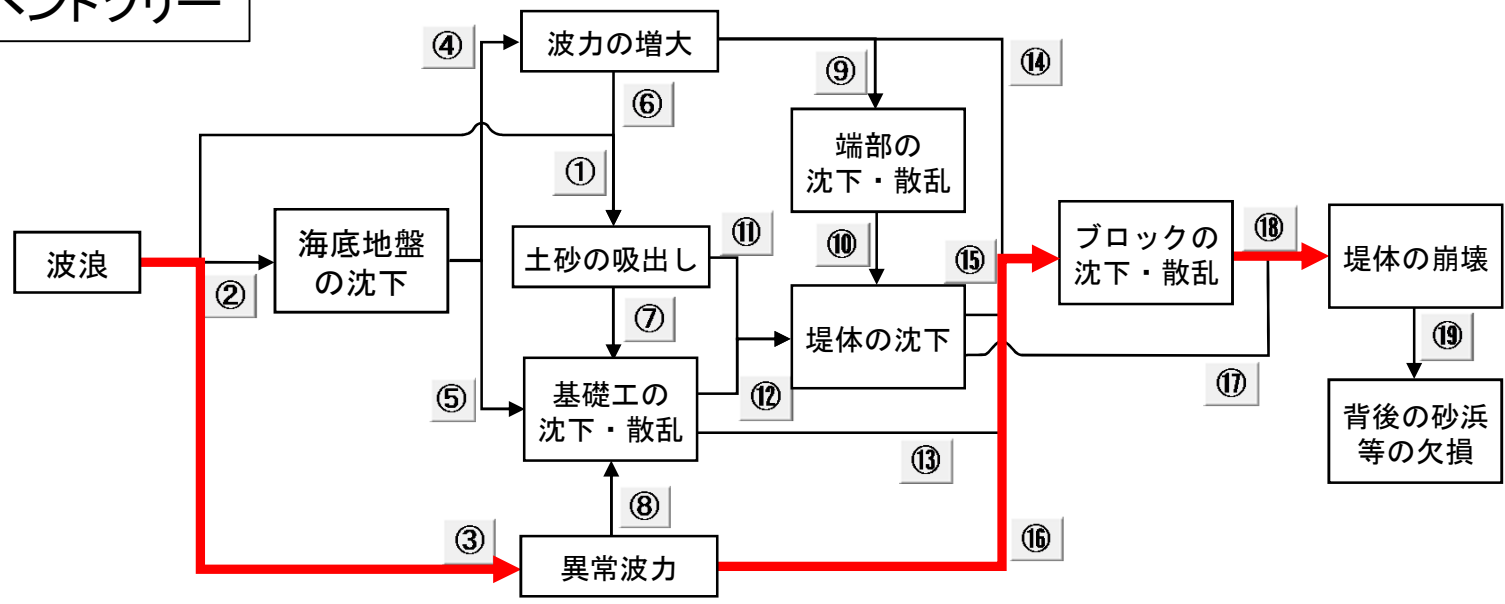 ベントツリー
④
波力の増大
⑭
⑨
⑥
端部の
沈下・散乱
①
⑪
⑩
波浪
②
海底地盤
の沈下
土砂の吸出し
⑮
ブロックの
沈下・散乱
⑱
堤体の崩壊
⑦
堤体の沈下
⑲
⑤
基礎工の
沈下・散乱
⑫
⑰
背後の砂浜
等の欠損
⑬
⑧
③
異常波力
⑯